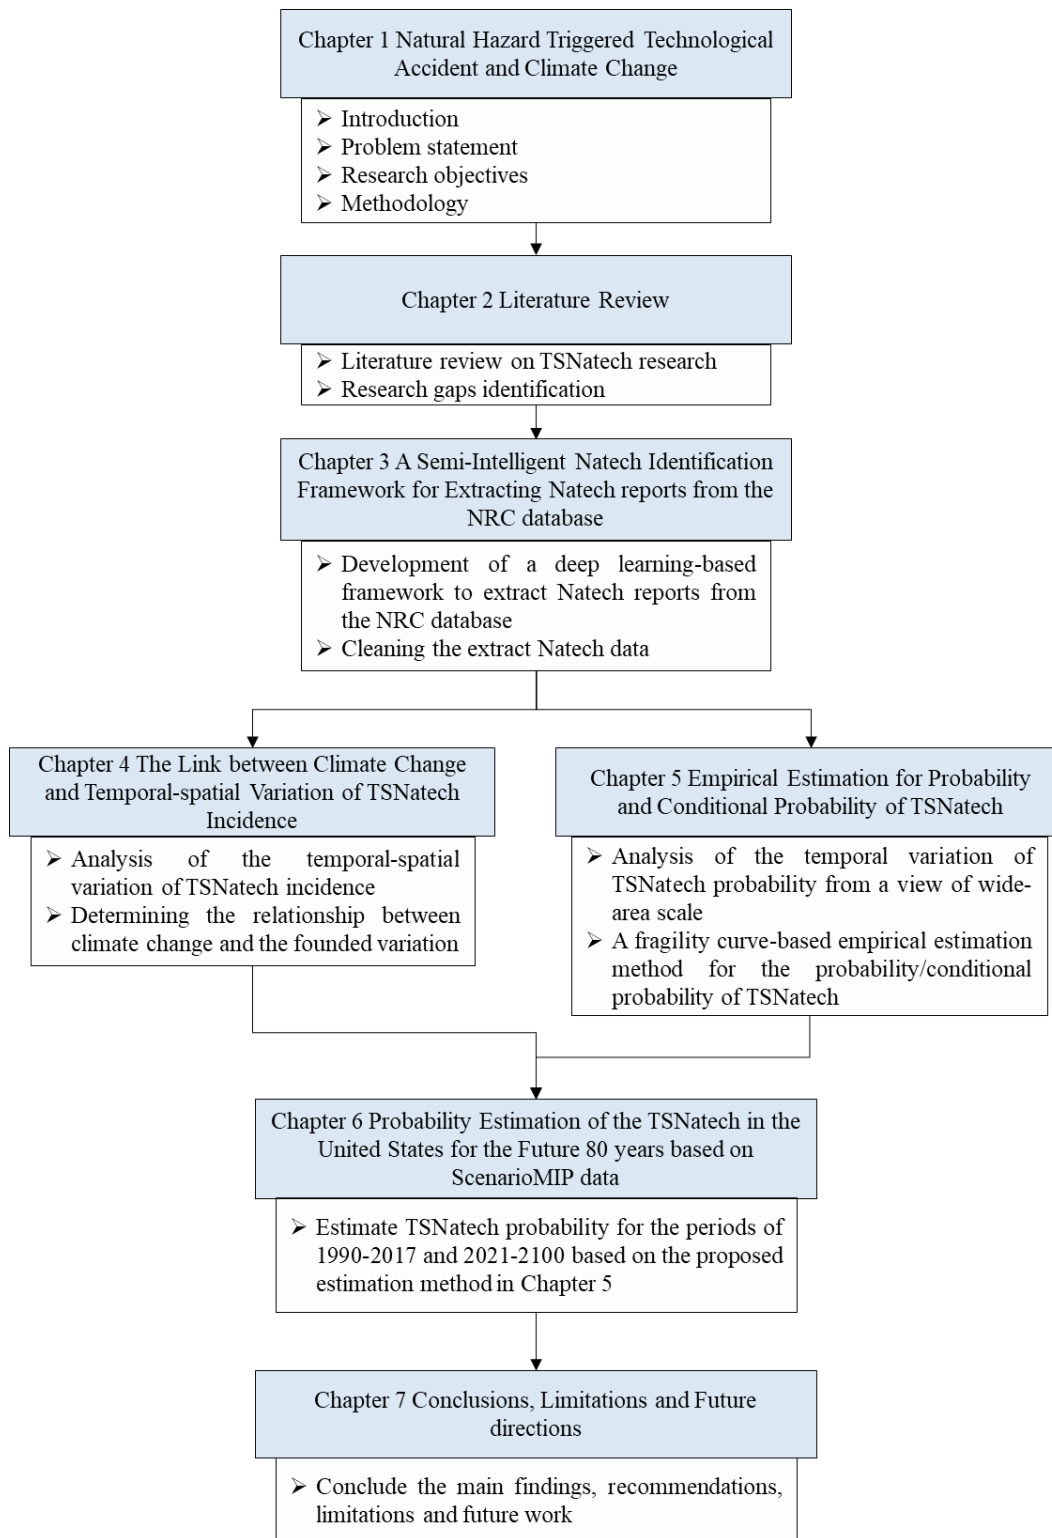 Chapter 1 Natural Hazard Triggered Technological
Accident and Climate Change
➢ Introduction
➢ Problem statement
➢ Research objectives
➢ Methodology
Chapter 2 Literature Review
➢ Literature review on TSNatech research
➢ Research gaps identification
Chapter 3 A Semi-Intelligent Natech Identification
Framework for Extracting Natech reports from the
NRC database
➢ Development of a deep learning-based
framework to extract Natech reports from
the NRC database
➢ Cleaning the extract Natech data
Chapter 4 The Link between Climate Change
and Temporal-spatial Variation of TSNatech
Incidence
➢ Analysis of the temporal-spatial
variation of TSNatech incidence
➢ Determining the relationship between
climate change and the founded variation
Chapter 5 Empirical Estimation for Probability
and Conditional Probability of TSNatech
➢ Analysis of the temporal variation of
TSNatech probability from a view of wide-
area scale
➢ A fragility curve-based empirical estimation
method for the probability/conditional
probability of TSNatech
Chapter 6 Probability Estimation of the TSNatech in the
United States for the Future 80 years based on
ScenarioMIP data
➢ Estimate TSNatech probability for the periods of
1990-2017 and 2021-2100 based on the proposed
estimation method in Chapter 5
Chapter 7 Conclusions, Limitations and Future
directions
➢ Conclude the main findings, recommendations,
limitations and future work